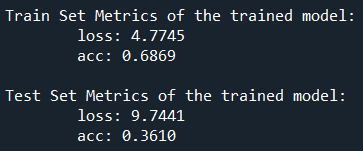 Train Set Metrics of the trained model:
loss: 4.7745
acc: 0.6869
Test Set Metrics of the trained model:
loss: 9.7441
acc: 0.3610